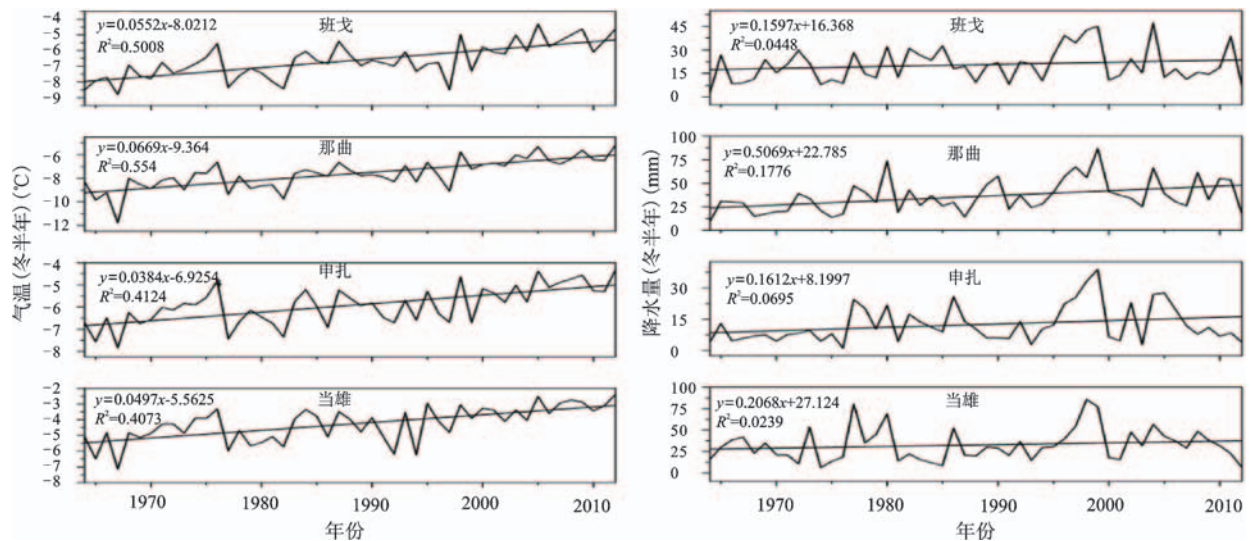 气温(冬半年)(℃)
y=0.0552x-8.0212
R²=0.5008
班戈
-4
-5
-6
-7
-8
-9
y=0.0669x-9.364
R²=0.554
那曲
-6
-8
-10
-12
y=0.0384x-6.9254
R²=0.4124
申扎
-4
-5
-6
-7
-8
y=0.0497x-5.5625
R²=0.4073
当雄
-2
-3
-4
-5
-6
-7
-8
1970 1980 1990 2000 2010
年份
降水量(冬半年)(mm)
y=0.1597x+16.368
R²=0.0448
班戈
45
30
15
0
y=0.5069x+22.785
R²=0.1776
那曲
100
75
50
25
0
y=0.1612x+8.1997
R²=0.0695
申扎
30
15
0
y=0.2068x+27.124
R²=0.0239
当雄
100
75
50
25
0
1970 1980 1990 2000 2010
年份